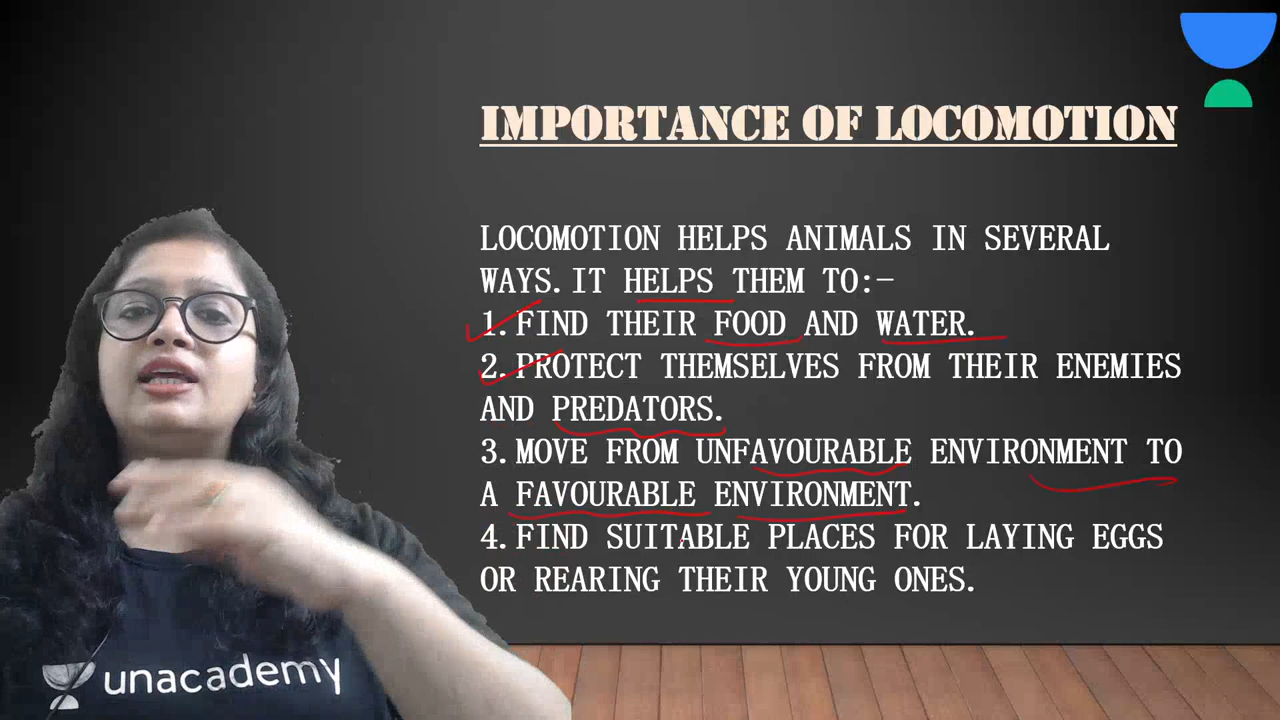 IMPORTANCE OF LOCOMOTION
LOCOMOTION HELPS ANIMALS IN SEVERAL
WAYS.IT HELPS THEM TO:-
1.FIND THEIR FOOD AND WATER.
2.PROTECT THEMSELVES FROM THEIR ENEMIES
AND PREDATORS.
3.MOVE FROM UNFAVOURABLE ENVIRONMENT TO
A FAVOURABLE ENVIRONMENT.
4.FIND SUITABLE PLACES FOR LAYING EGGS
OR REARING THEIR YOUNG ONES.
unacademy